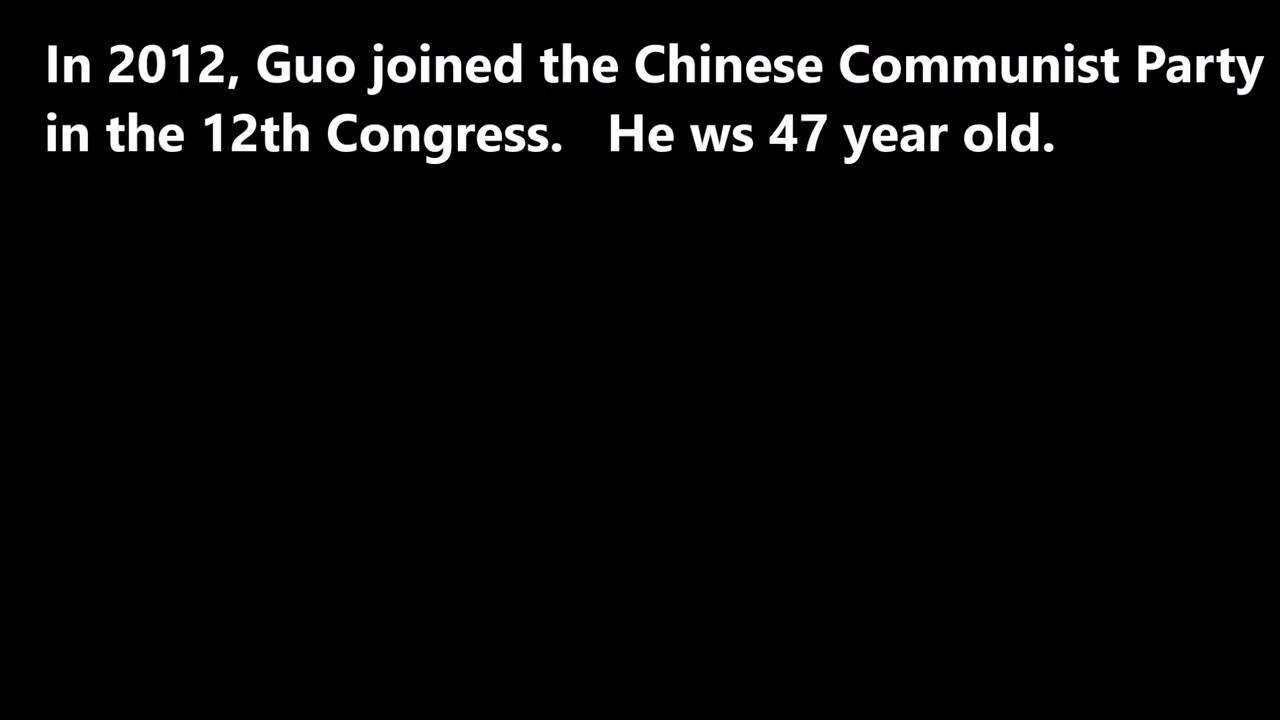 In 2012, Guo joined the Chinese Communist Party
in the 12th Congress.   He ws 47 year old.